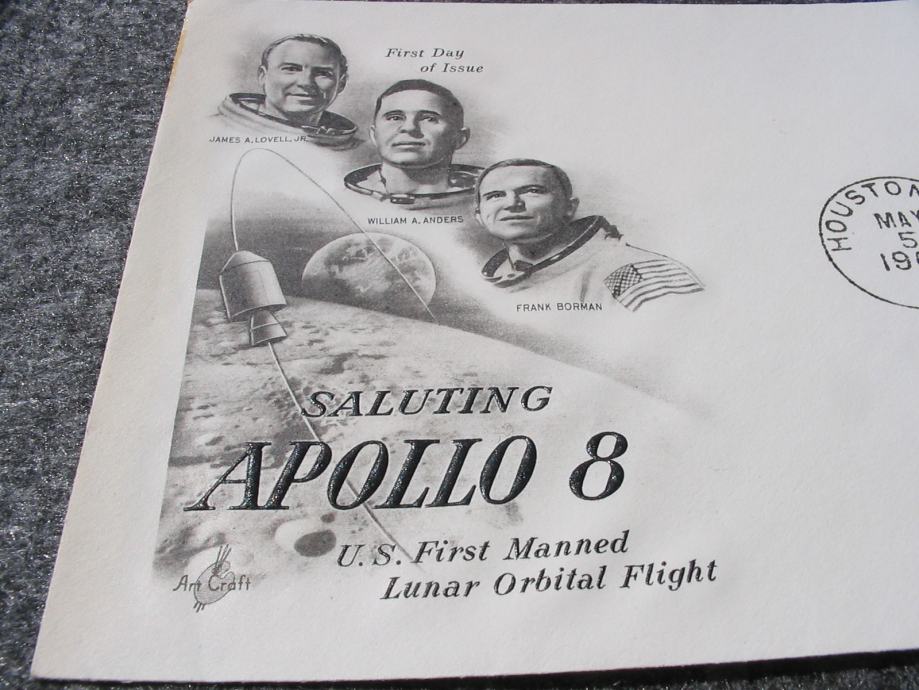 First Day
of Issue
JAMES A. LOVELL, JR.
WILLIAM A. ANDERS
FRANK BORMAN
SALUTING
APOLLO 8
U.S. First Manned
Lunar Orbital Flight
Art Craft
HOUSTON
MAY
5